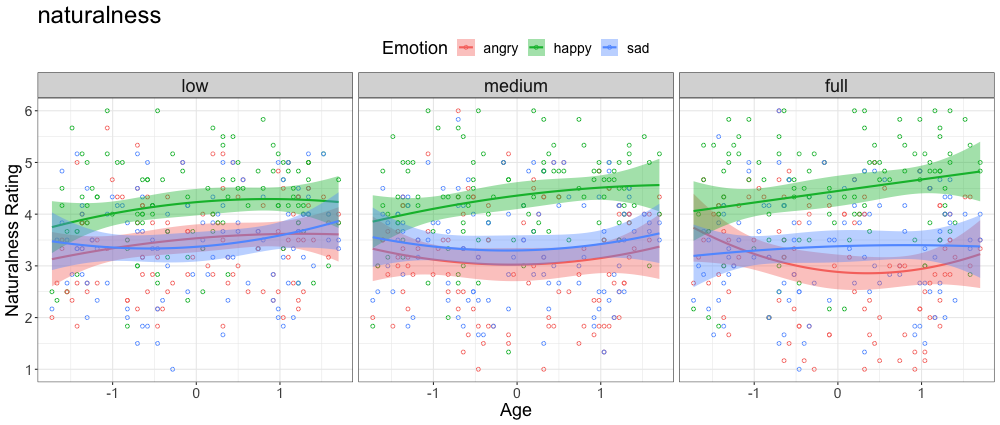 naturalness
Emotion angry happy sad
low medium full
6
5
4
3
2
1
Naturalness Rating
-1 0 1 -1 0 1 -1 0 1
Age